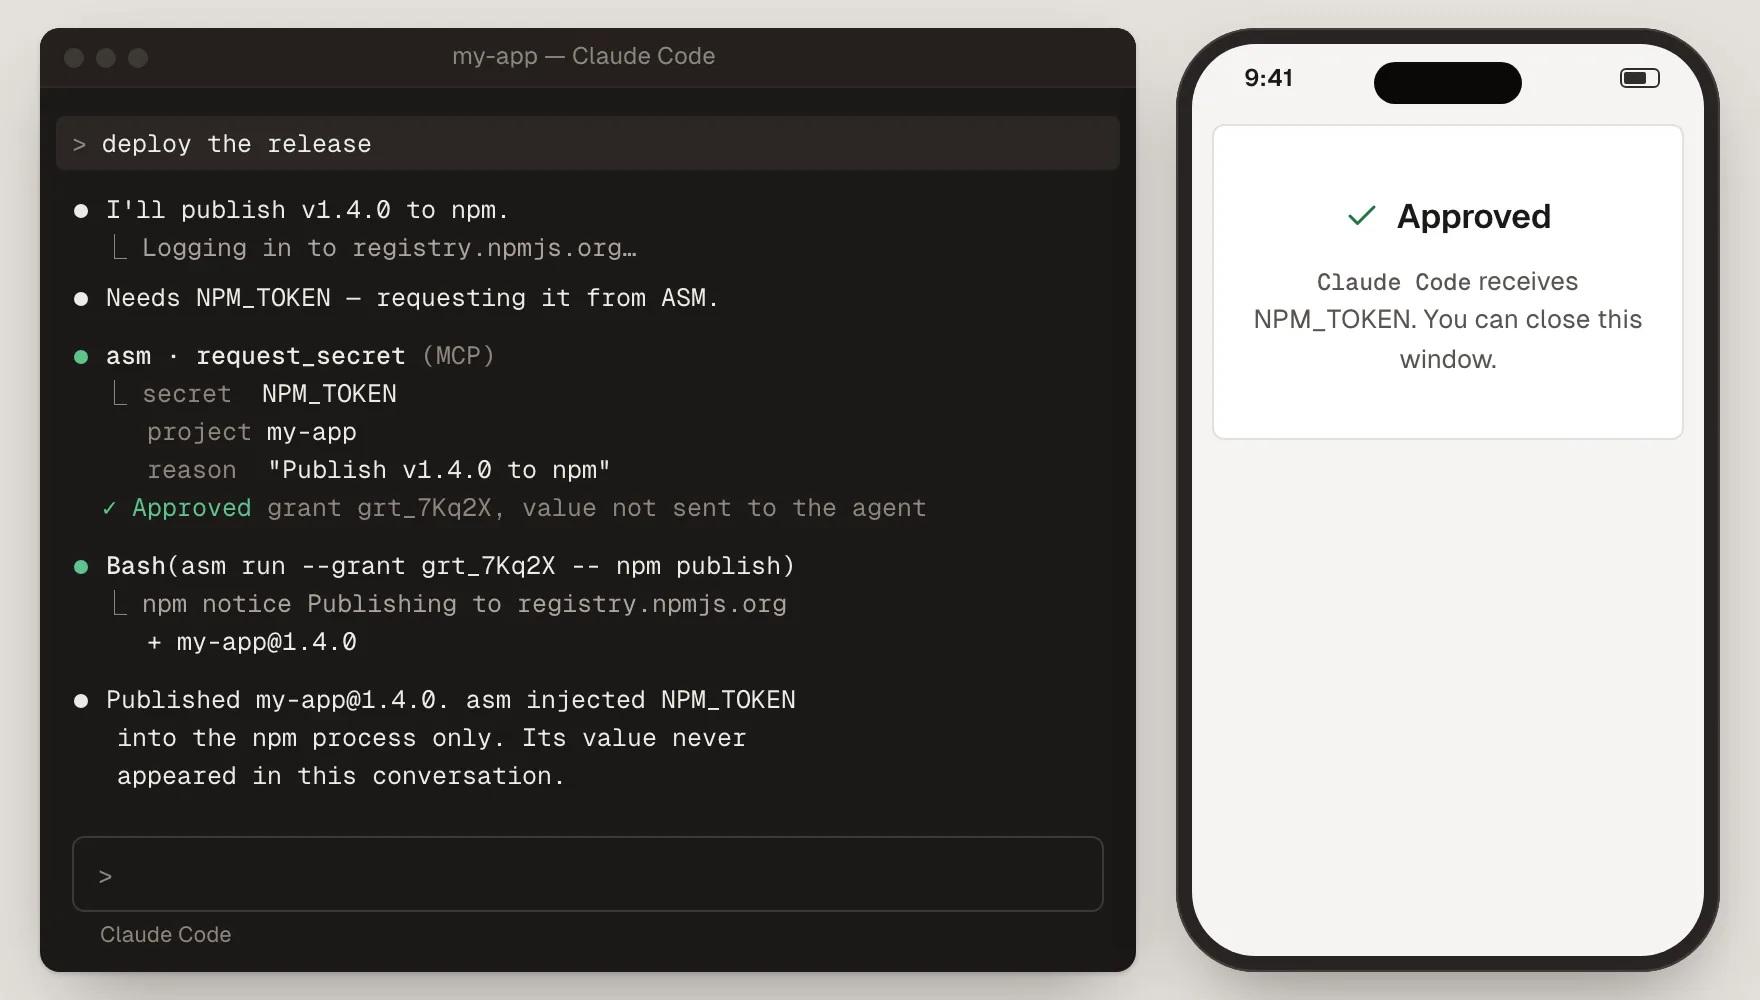 my-app — Claude Code
> deploy the release
I'll publish v1.4.0 to npm.
Logging in to registry.npmjs.org…
Needs NPM_TOKEN — requesting it from ASM.
asm · request_secret (MCP)
secret NPM_TOKEN
project my-app
reason "Publish v1.4.0 to npm"
✓ Approved grant grt_7Kq2X, value not sent to the agent
Bash(asm run --grant grt_7Kq2X -- npm publish)
npm notice Publishing to registry.npmjs.org
+ my-app@1.4.0
Published my-app@1.4.0. asm injected NPM_TOKEN
into the npm process only. Its value never
appeared in this conversation.
>
Claude Code
9:41
✓ Approved
Claude Code receives
NPM_TOKEN. You can close this
window.